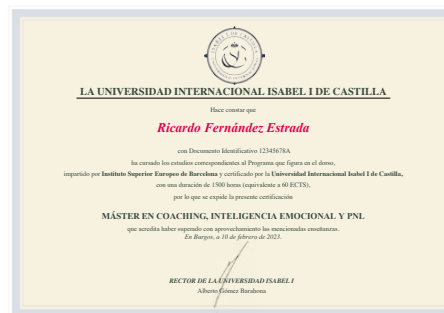 LA UNIVERSIDAD INTERNACIONAL ISABEL I DE CASTILLA
Hace constar que
Ricardo Fernández Estrada
con Documento Identificativo 12345678A
ha cursado los estudios correspondientes al Programa que figura en el dorso,
impartido por Instituto Superior Europeo de Barcelona y certificado por la Universidad Internacional Isabel I de Castilla,
con una duración de 1500 horas (equivalente a 60 ECTS),
por lo que se expide la presente certificación
MÁSTER EN COACHING, INTELIGENCIA EMOCIONAL Y PNL
que acredita haber superado con aprovechamiento las mencionadas enseñanzas.
En Burgos, a 10 de febrero de 2023.
RECTOR DE LA UNIVERSIDAD ISABEL I
Alberto Gómez Barahona